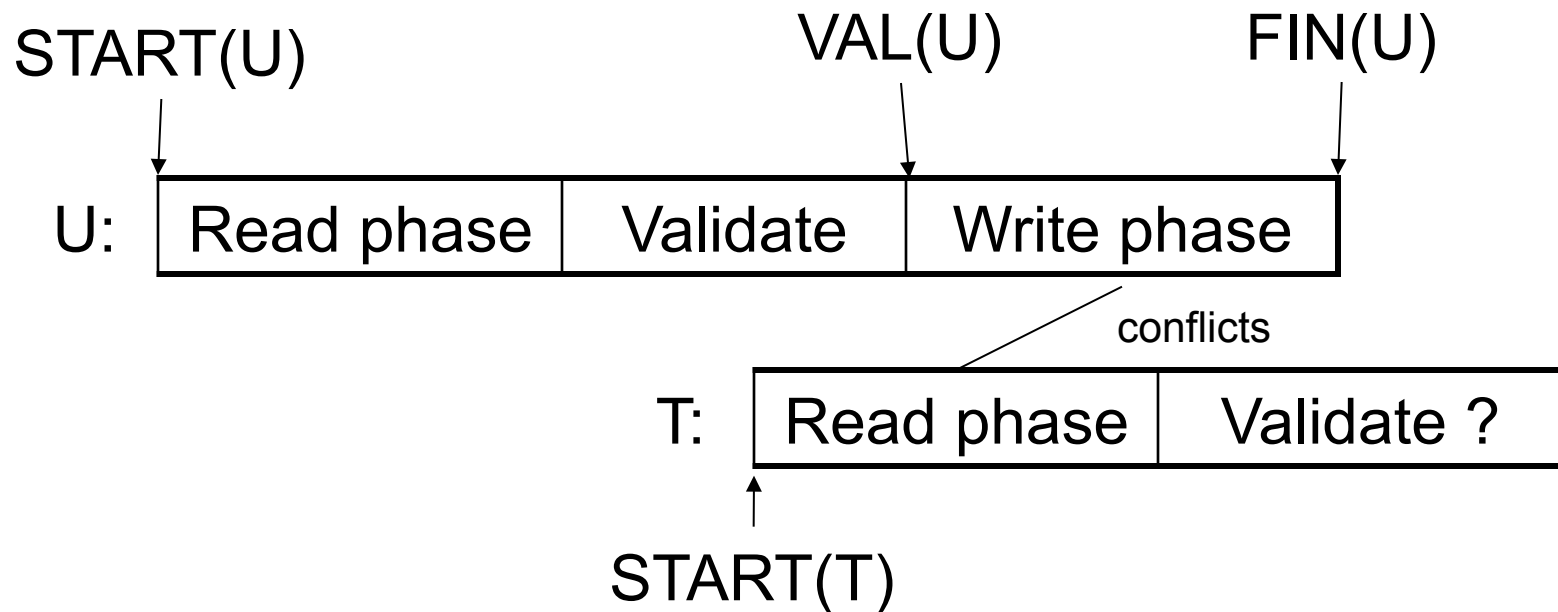 START(U) VAL(U) FIN(U)
U: Read phase Validate Write phase
conflicts
T: Read phase Validate ?
START(T)